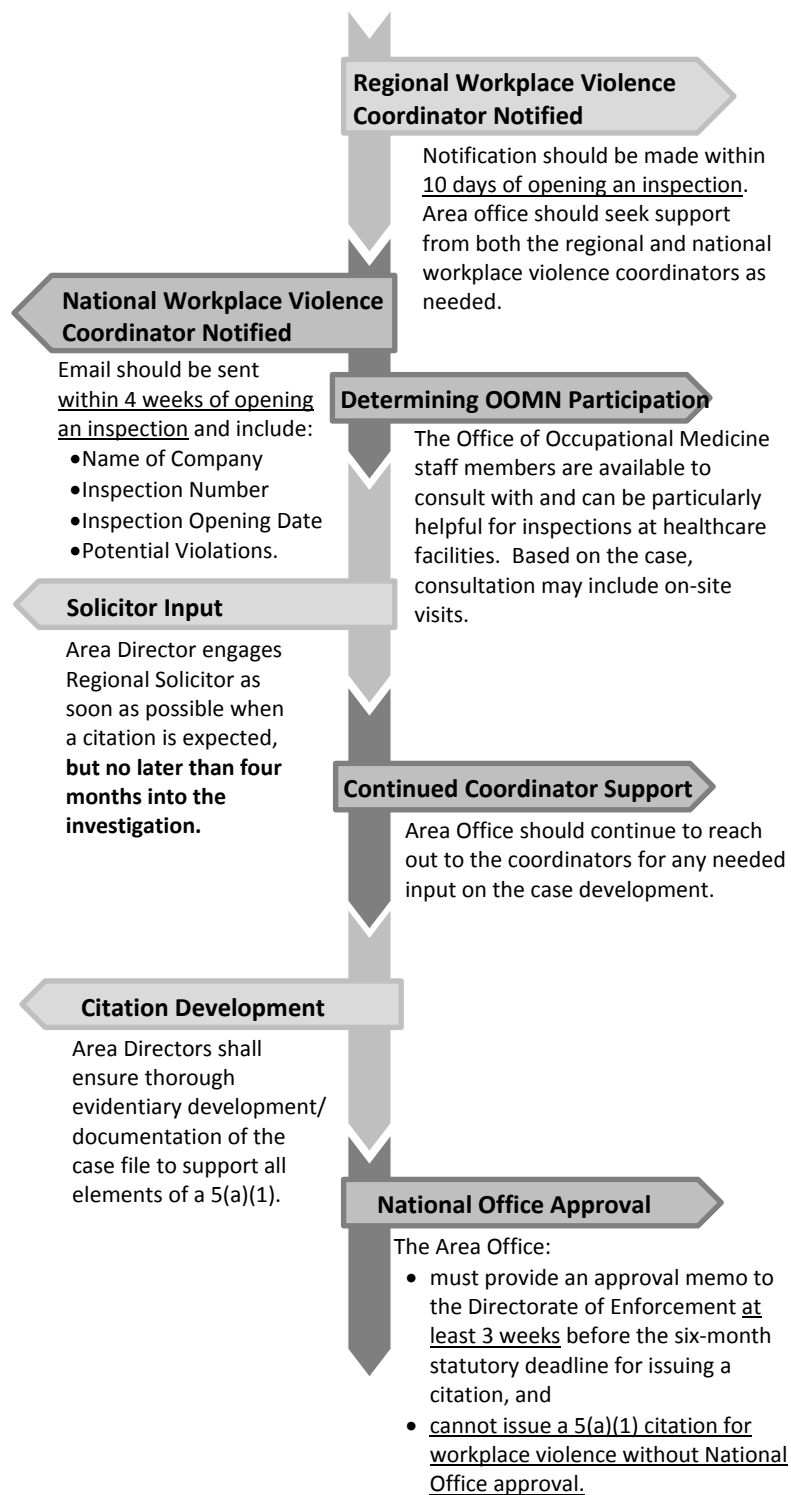 Regional Workplace Violence
Coordinator Notified
Notification should be made within
10 days of opening an inspection.
Area office should seek support
from both the regional and national
workplace violence coordinators as
needed.
National Workplace Violence
Coordinator Notified
Email should be sent
within 4 weeks of opening
an inspection and include:
•Name of Company
•Inspection Number
•Inspection Opening Date
•Potential Violations.
Determining OOMN Participation
The Office of Occupational Medicine
staff members are available to
consult with and can be particularly
helpful for inspections at healthcare
facilities. Based on the case,
consultation may include on-site
visits.
Solicitor Input
Area Director engages
Regional Solicitor as
soon as possible when
a citation is expected,
but no later than four
months into the
investigation.
Continued Coordinator Support
Area Office should continue to reach
out to the coordinators for any needed
input on the case development.
Citation Development
Area Directors shall
ensure thorough
evidentiary development/
documentation of the
case file to support all
elements of a 5(a)(1).
National Office Approval
The Area Office:
• must provide an approval memo to
the Directorate of Enforcement at
least 3 weeks before the six-month
statutory deadline for issuing a
citation, and
• cannot issue a 5(a)(1) citation for
workplace violence without National
Office approval.